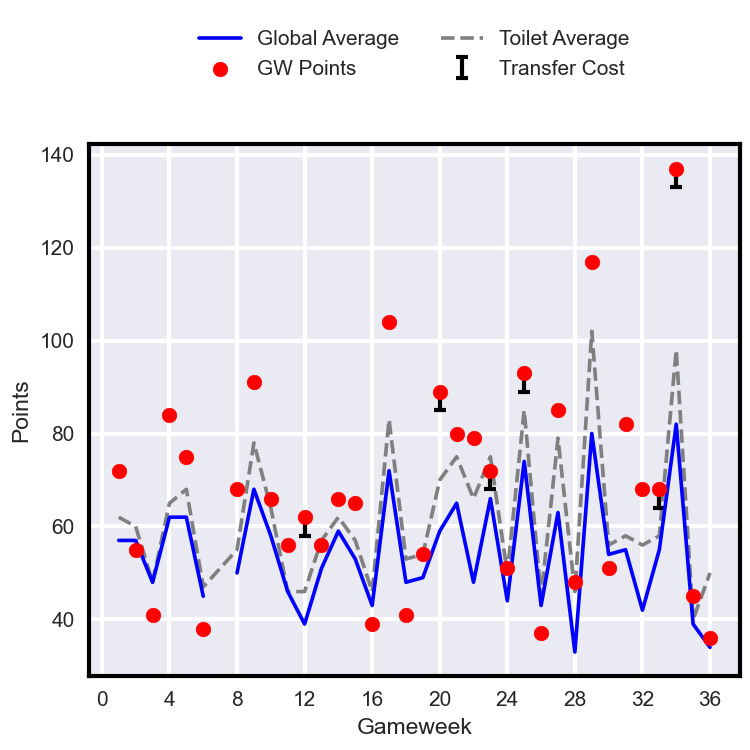 Global Average
Toilet Average
GW Points
Transfer Cost
140
120
100
80
60
40
Points
0 4 8 12 16 20 24 28 32 36
Gameweek